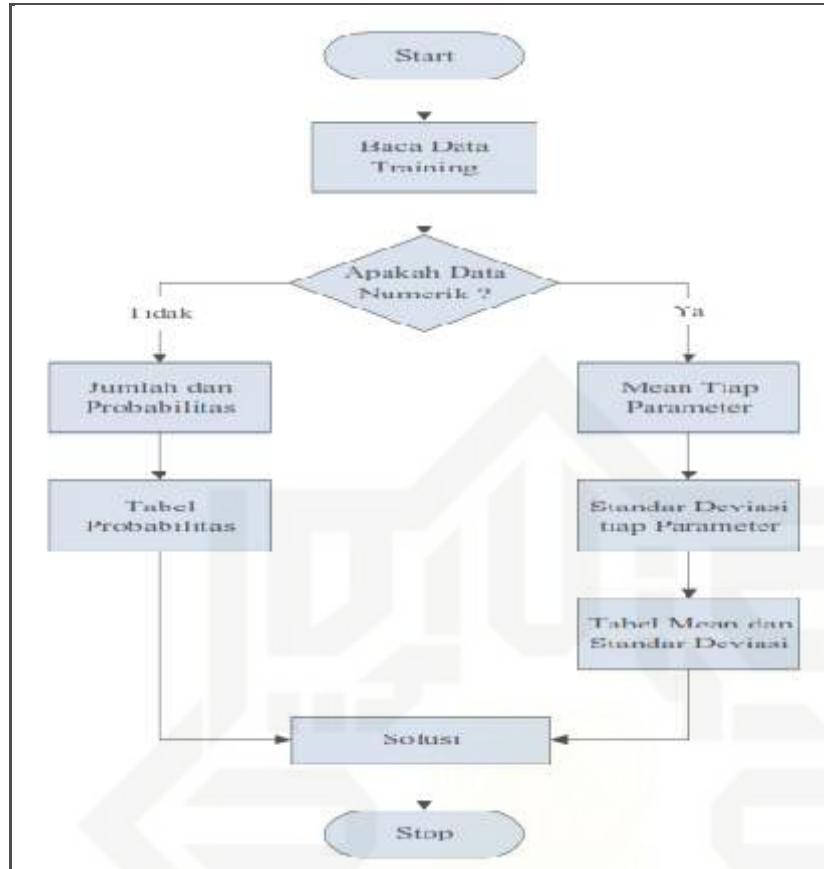 Start
Baca Data
Training
Apakah Data
Numerik ?
Tidak
Ya
Jumlah dan
Probabilitas
Mean Tiap
Parameter
Tabel
Probabilitas
Standar Deviasi
tiap Parameter
Tabel Mean dan
Standar Deviasi
Solusi
Stop